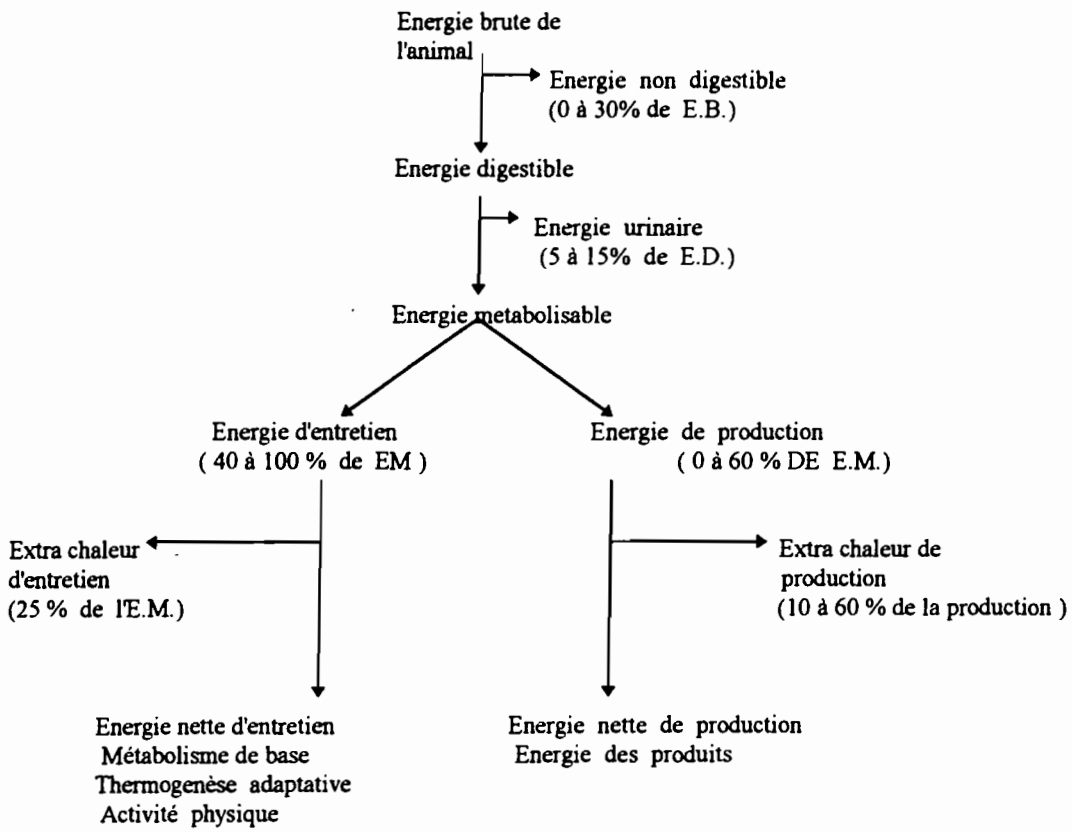 Energie brute de
l'animal
Energie non digestible
(0 à 30% de E.B.)
Energie digestible
Energie urinaire
(5 à 15% de E.D.)
Energie metabolisable
Energie d'entretien
( 40 à 100 % de EM )
Energie de production
( 0 à 60 % DE E.M.)
Extra chaleur
d'entretien
(25 % de l'E.M.)
Extra chaleur de
production
(10 à 60 % de la production )
Energie nette d'entretien
Métabolisme de base
Thermogenèse adaptative
Activité physique
Energie nette de production
Energie des produits